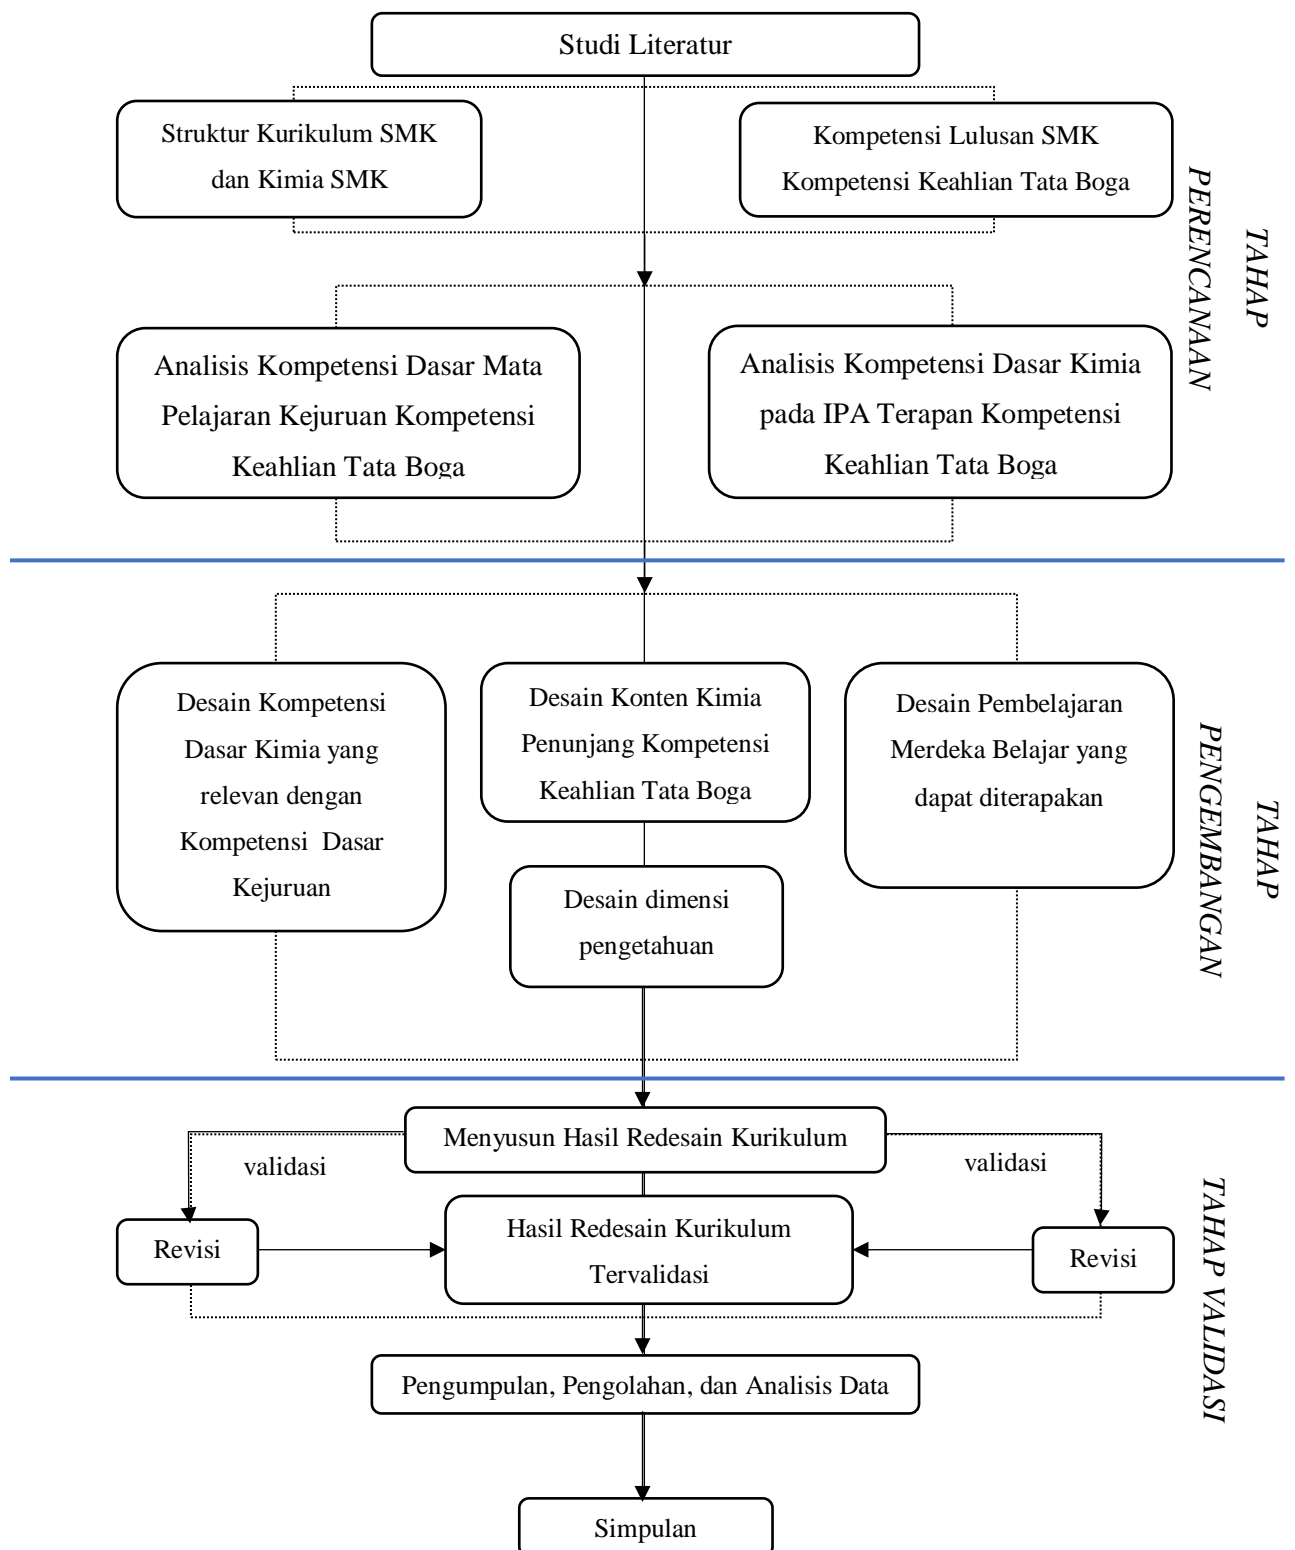 Studi Literatur
Struktur Kurikulum SMK
dan Kimia SMK
Kompetensi Lulusan SMK
Kompetensi Keahlian Tata Boga
TAHAP
PERENCANAAN
Analisis Kompetensi Dasar Mata
Pelajaran Kejuruan Kompetensi
Keahlian Tata Boga
Analisis Kompetensi Dasar Kimia
pada IPA Terapan Kompetensi
Keahlian Tata Boga
Desain Kompetensi
Dasar Kimia yang
relevan dengan
Kompetensi Dasar
Kejuruan
Desain Konten Kimia
Penunjang Kompetensi
Keahlian Tata Boga
Desain Pembelajaran
Merdeka Belajar yang
dapat diterapakan
TAHAP
PENGEMBANGAN
Desain dimensi
pengetahuan
Menyusun Hasil Redesain Kurikulum
validasi
validasi
Revisi
Hasil Redesain Kurikulum
Tervalidasi
Revisi
TAHAP VALIDASI
Pengumpulan, Pengolahan, dan Analisis Data
Simpulan